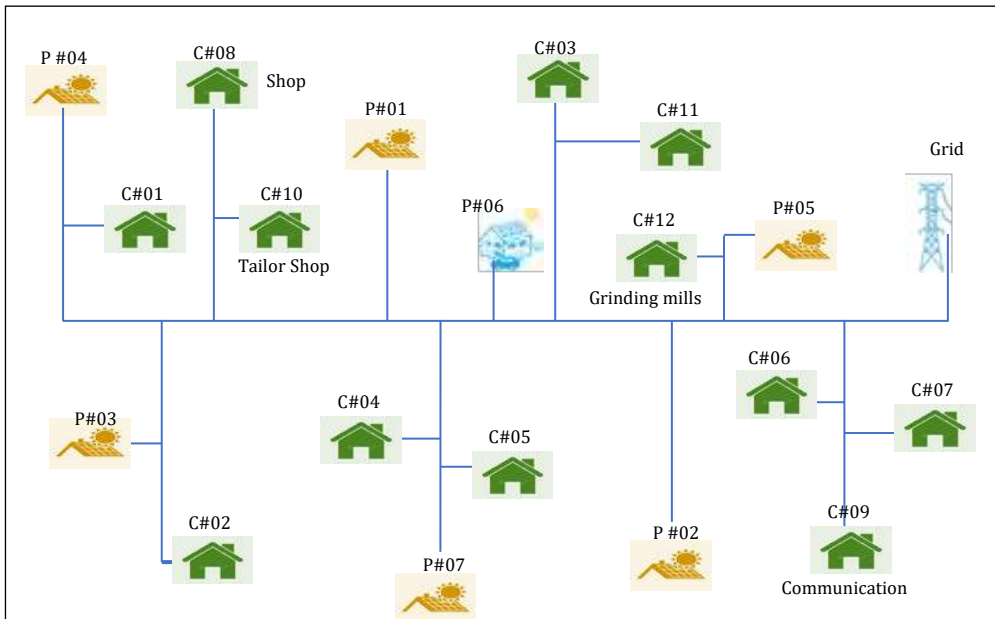 P #04
C#08
Shop
C#03
P#01
C#11
Grid
C#01
C#10
P#06
C#12
P#05
Tailor Shop
Grinding mills
C#06
C#07
P#03
C#04
C#05
C#02
C#09
P#07
P #02
Communication